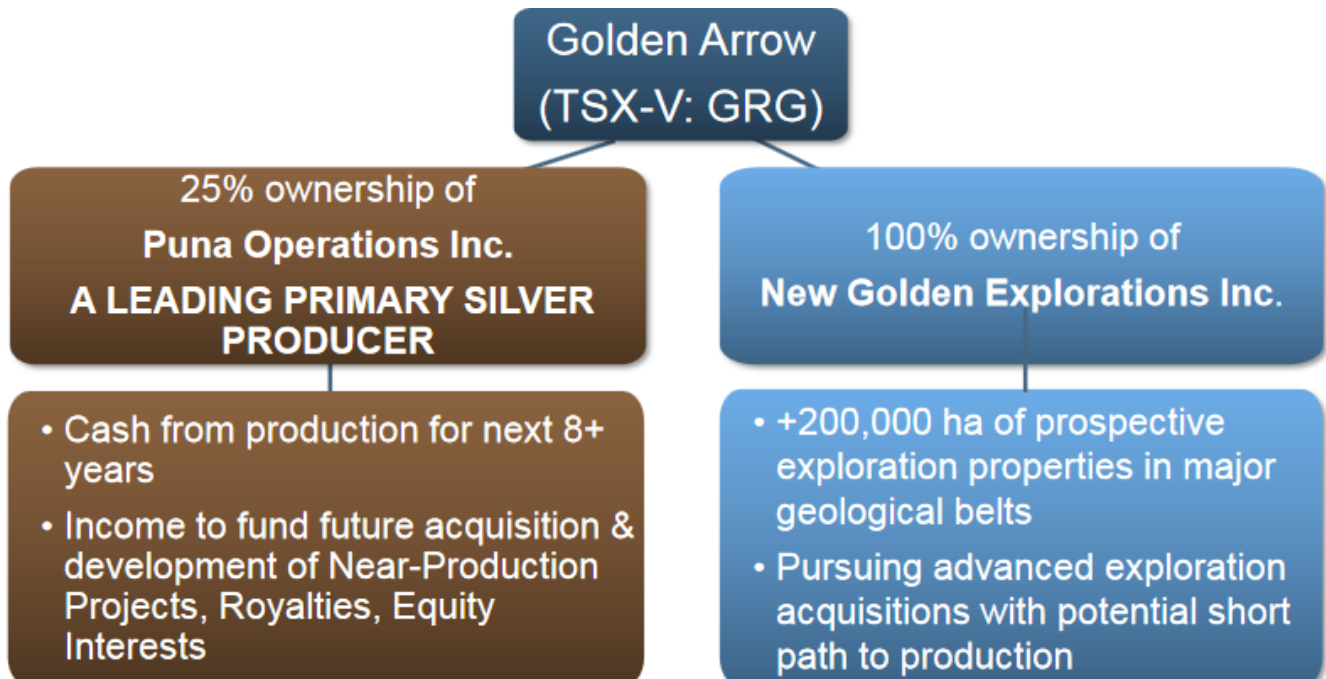 Golden Arrow
(TSX-V: GRG)
25% ownership of
Puna Operations Inc.
A LEADING PRIMARY SILVER
PRODUCER
100% ownership of
New Golden Explorations Inc.
• Cash from production for next 8+
years
• Income to fund future acquisition &
development of Near-Production
Projects, Royalties, Equity
Interests
• +200,000 ha of prospective
exploration properties in major
geological belts
• Pursuing advanced exploration
acquisitions with potential short
path to production